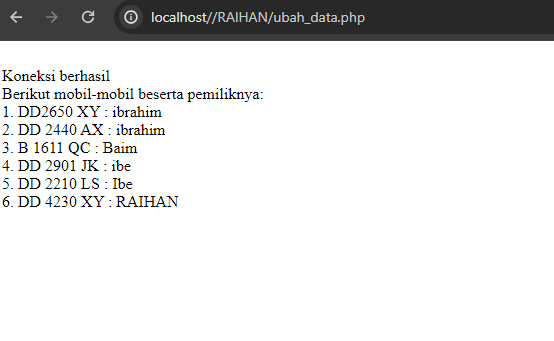 localhost//RAIHAN/ubah_data.php
Koneksi berhasil
Berikut mobil-mobil beserta pemiliknya:
1. DD2650 XY : ibrahim
2. DD 2440 AX : ibrahim
3. B 1611 QC : Baim
4. DD 2901 JK : ibe
5. DD 2210 LS : Ibe
6. DD 4230 XY : RAIHAN